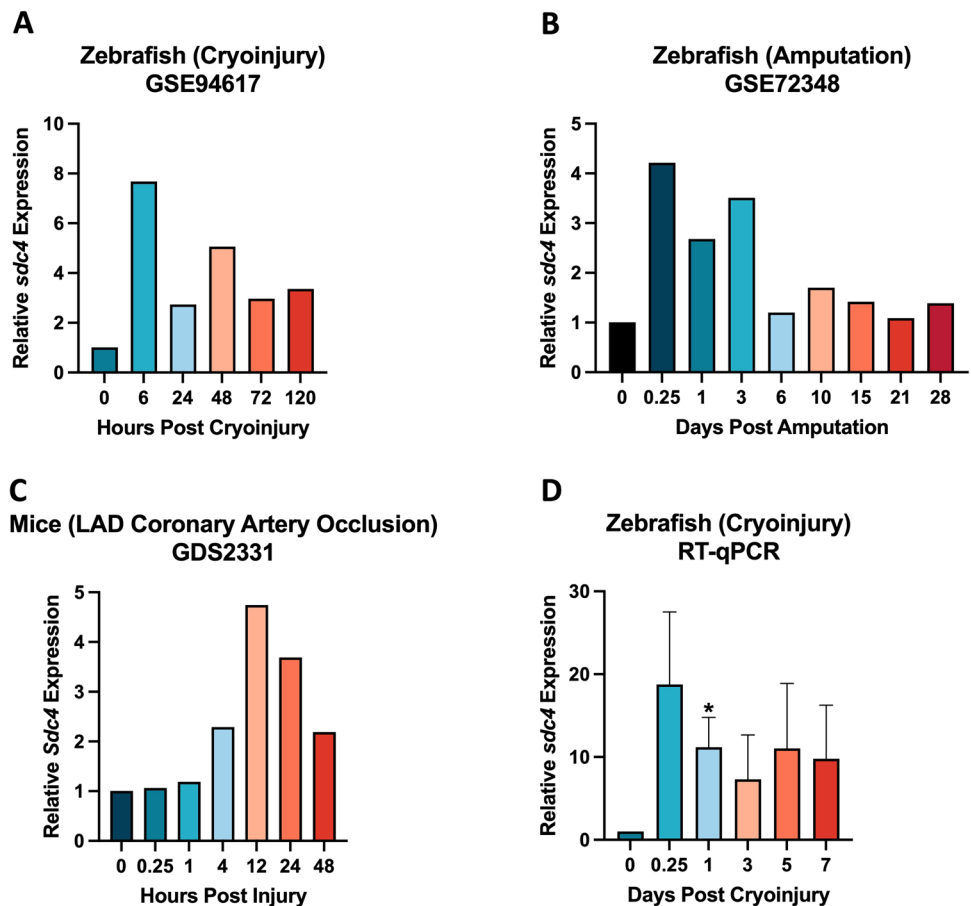 A
Zebrafish (Cryoinjury)
GSE94617
Relative sdc4 Expression
10
8
6
4
2
0
0 6 24 48 72 120
Hours Post Cryoinjury
B
Zebrafish (Amputation)
GSE72348
Relative sdc4 Expression
5
4
3
2
1
0
0 0.25 1 3 6 10 15 21 28
Days Post Amputation
C
Mice (LAD Coronary Artery Occlusion)
GDS2331
Relative Sdc4 Expression
5
4
3
2
1
0
0 0.25 1 4 12 24 48
Hours Post Injury
D
Zebrafish (Cryoinjury)
RT-qPCR
Relative sdc4 Expression
30
20
10
0
*
0 0.25 1 3 5 7
Days Post Cryoinjury